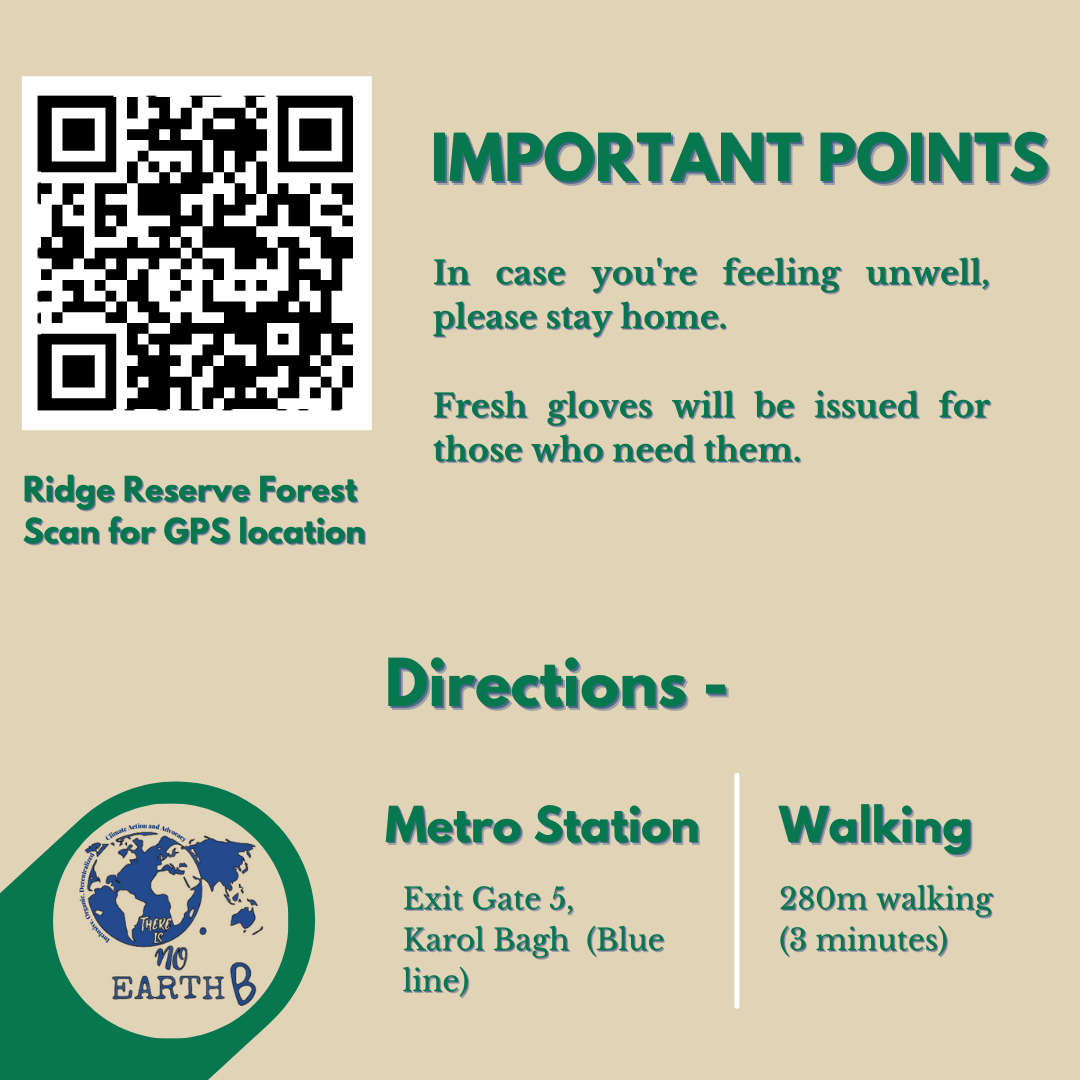 IMPORTANT POINTS
In case you're feeling unwell,
please stay home.
Fresh gloves will be issued for
those who need them.
Ridge Reserve Forest
Scan for GPS location
Directions -
Metro Station
Exit Gate 5,
Karol Bagh (Blue
line)
Walking
280m walking
(3 minutes)
Inclusive, Organic, Decentralized Climate Action and Advocacy
THERE
IS
NO
EARTH B